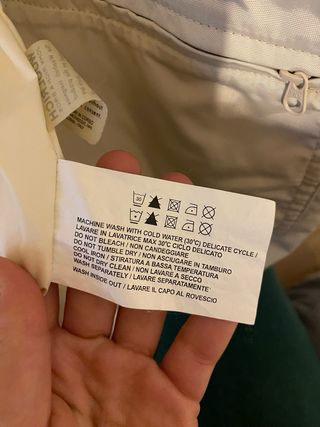 30
MACHINE WASH WITH COLD WATER (30°C) DELICATE CYCLE /
LAVARE IN LAVATRICE MAX 30°C CICLO DELICATO
DO NOT BLEACH / NON CANDEGGIARE
DO NOT TUMBLE DRY / NON ASCIUGARE IN TAMBURO
COOL IRON / STIRATURA A BASSA TEMPERATURA
DO NOT DRY CLEAN / NON LAVARE A SECCO
WASH SEPARATELY / LAVARE SEPARATAMENTE
WASH INSIDE OUT / LAVARE IL CAPO AL ROVESCIO